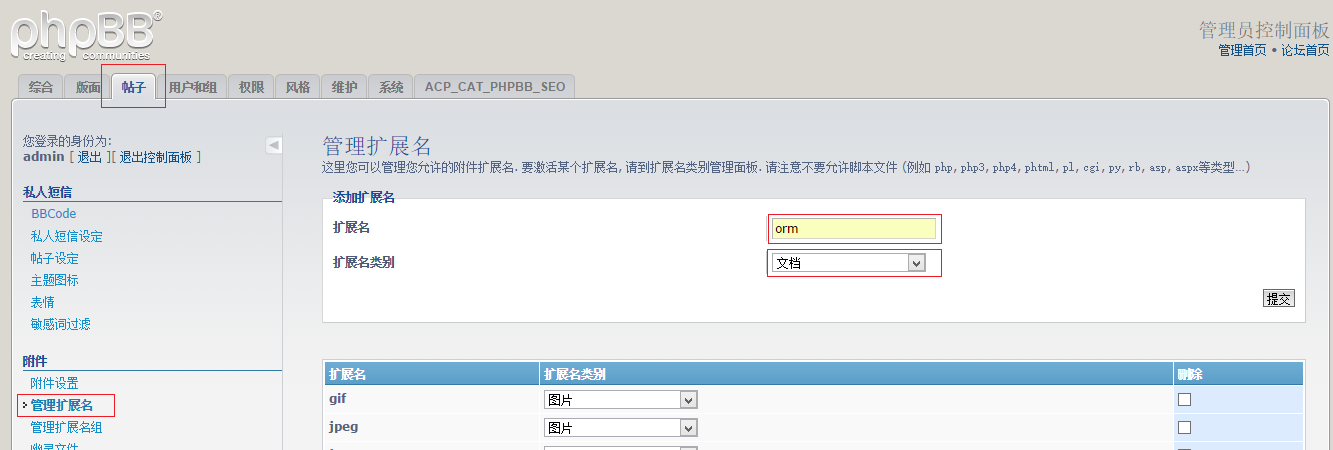 phpBB®
creating communities
管理员控制面板
管理首页 • 论坛首页
综合 版面 帖子 用户和组 权限 风格 维护 系统 ACP_CAT_PHPBB_SEO
您登录的身份为:
admin [ 退出 ][ 退出控制面板 ]
私人短信
BBCode
私人短信设定
帖子设定
主题图标
表情
敏感词过滤
附件
附件设置
管理扩展名
管理扩展名组
管理扩展名
这里您可以管理您允许的附件扩展名. 要激活某个扩展名, 请到扩展名类别管理面板. 请注意不要允许脚本文件 (例如 php, php3, php4, phtml, pl, cgi, py, rb, asp, aspx等类型...)
添加扩展名
扩展名 orm
扩展名类别 文档
提交
扩展名 扩展名类别 删除
gif 图片
jpeg 图片